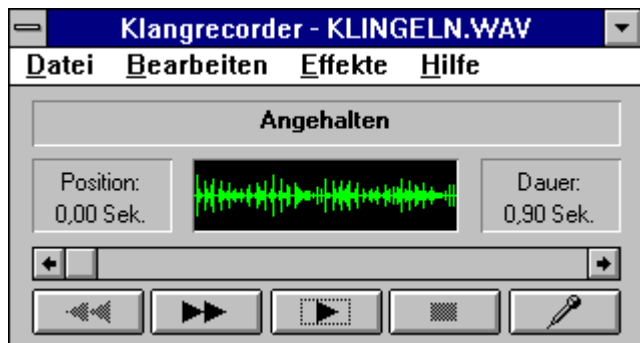 Klangrecorder - KLINGELN.WAV
Datei Bearbeiten Effekte Hilfe
Angehalten
Position:
0,00 Sek.
Dauer:
0,90 Sek.